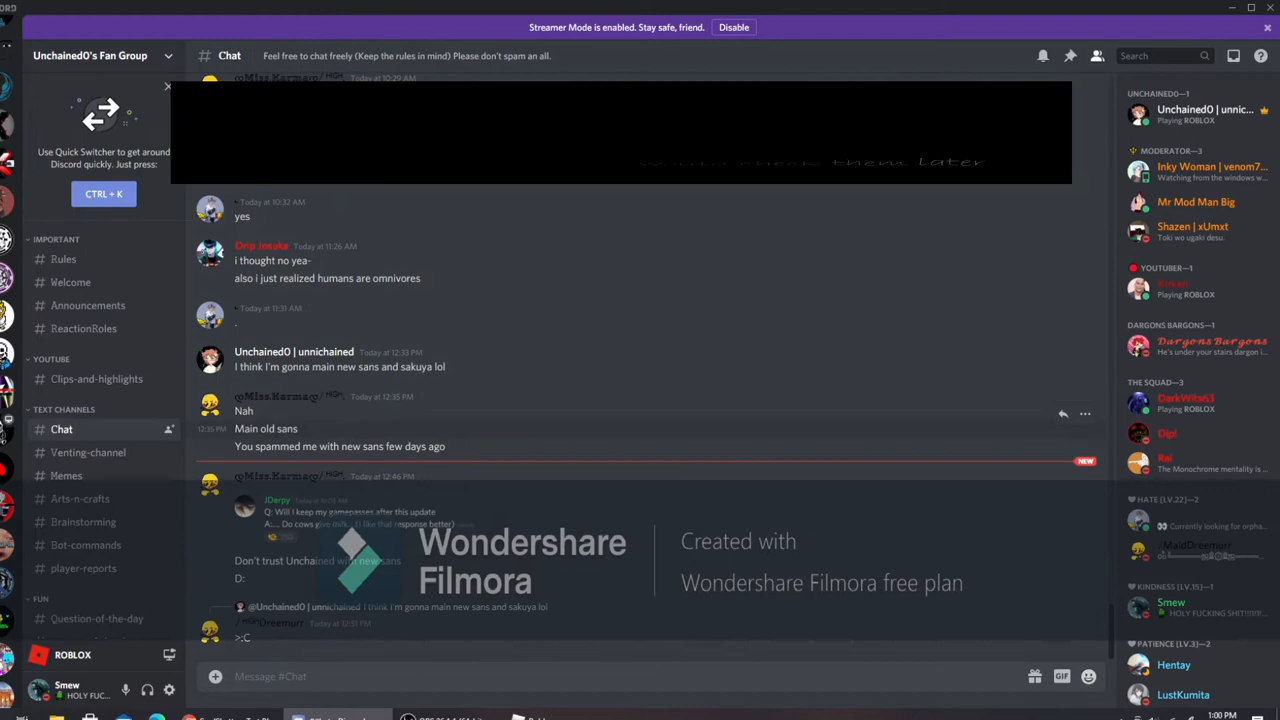 Streamer Mode is enabled. Stay safe, friend.
Disable
Unchained0's Fan Group
# Chat
Feel free to chat freely (Keep the rules in mind) Please don't spam an all.
Search
Use Quick Switcher to get around
Discord quickly. Just press:
CTRL + K
IMPORTANT
# Rules
# Welcome
# Announcements
# ReactionRoles
YOUTUBE
# Clips-and-highlights
TEXT CHANNELS
# Chat
# Venting-channel
# Memes
# Arts-n-crafts
# Brainstorming
# Bot-commands
# player-reports
FUN
# Question-of-the-day
ROBLOX
Smew
HOLY FUC...
Today at 10:29 AM
them later
Today at 10:32 AM
yes
Today at 11:26 AM
i thought no yea-
also i just realized humans are omnivores
Today at 11:31 AM
.
Unchained0 | unnichained Today at 12:33 PM
I think I'm gonna main new sans and sakuya lol
@Miss.Karma@/ HIGH. Today at 12:35 PM
Nah
12:35 PM Main old sans
You spammed me with new sans few days ago
NEW
@Miss.Karma@/ HIGH. Today at 12:46 PM
JDerpy
Q: Will I keep my gamepesses after this update
A:... Do cows give milk..
Don't trust Unchained with new sans
D:
@Unchained0 | unnichained I think I'm gonna main new sans and sakuya lol
/ HIGH Dreemurr Today at 12:51 PM
>:C
Wondershare
Filmora
Created with
Wondershare Filmora free plan
Message #Chat
GIF
UNCHAINED0—1
Unchained0 | unnic...
Playing ROBLOX
MODERATOR—3
Inky Woman | venom7...
Watching from the windows w...
Mr Mod Man Big
Shazen | xUmxt
Toki wo ugaki desu.
YOUTUBER—1
Playing ROBLOX
DARGONS BARGONS—1
Dargons Bargons
He's under your stairs dargon i...
THE SQUAD—3
DarkWits63
Playing ROBLOX
Dip!
Rei
The Monochrome mentality is ...
HATE [LV.22]—2
Currently looking for orpha...
/MaidDreemurr
KINDNESS [LV.15]—1
Smew
HOLY FUCKING SHIT!!!!!!!...
PATIENCE [LV.3]—2
Hentay
LustKumita
1:00 PM